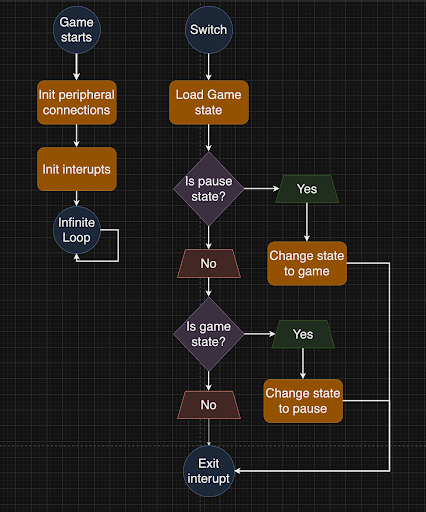 Game
starts
Init peripheral
connections
Init interupts
Infinite
Loop
Switch
Load Game
state
Is pause
state?
Yes
Change state
to game
No
Is game
state?
Yes
Change state
to pause
No
Exit
interupt